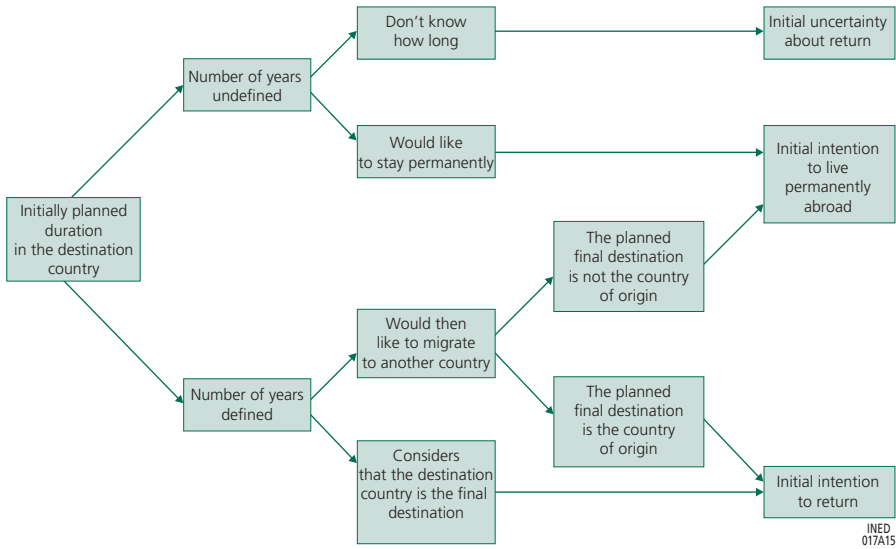 Initially planned
duration
in the destination
country
Number of years
undefined
Number of years
defined
Don't know
how long
Would like
to stay permanently
Would then
like to migrate
to another country
Considers
that the destination
country is the final
destination
The planned
final destination
is not the country
of origin
The planned
final destination
is the country
of origin
Initial uncertainty
about return
Initial intention
to live
permanently
abroad
Initial intention
to return
INED
017A15